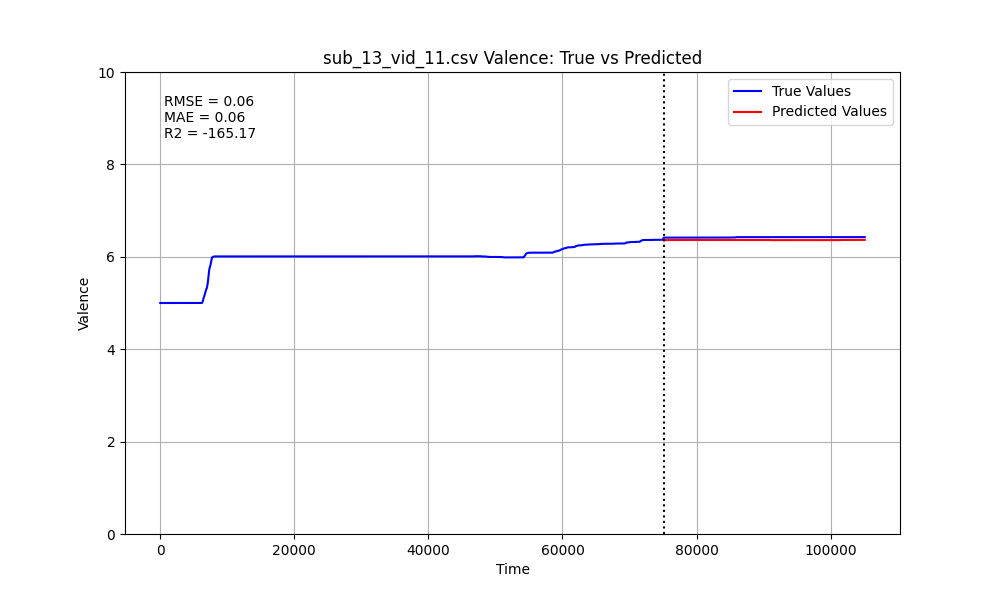 sub_13_vid_11.csv Valence: True vs Predicted
10
8
6
4
2
0
Valence
RMSE = 0.06
MAE = 0.06
R2 = -165.17
True Values
Predicted Values
0
20000
40000
60000
80000
100000
Time